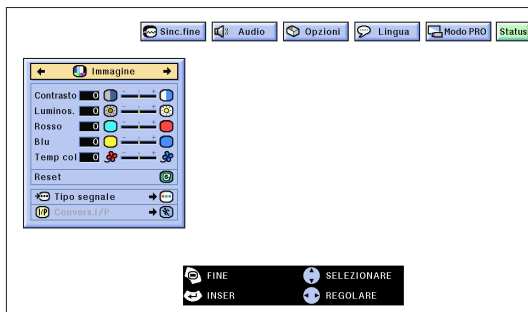 Sinc.fine Audio Opzioni Lingua Modo PRO Status
Immagine
Contrasto 0
Luminos. 0
Rosso 0
Blu 0
Temp col 0
Reset
Tipo segnale
I/P Convers.I/P
FINE SELEZIONARE
INSER REGOLARE